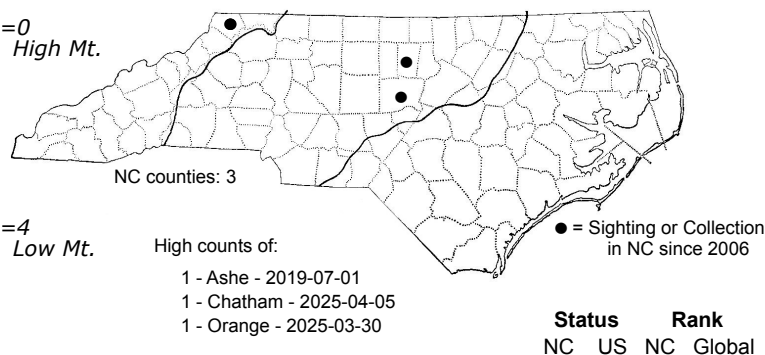 =0
High Mt.
NC counties: 3
=4
Low Mt.
High counts of:
1 - Ashe - 2019-07-01
1 - Chatham - 2025-04-05
1 - Orange - 2025-03-30
● = Sighting or Collection
in NC since 2006
Status Rank
NC US NC Global